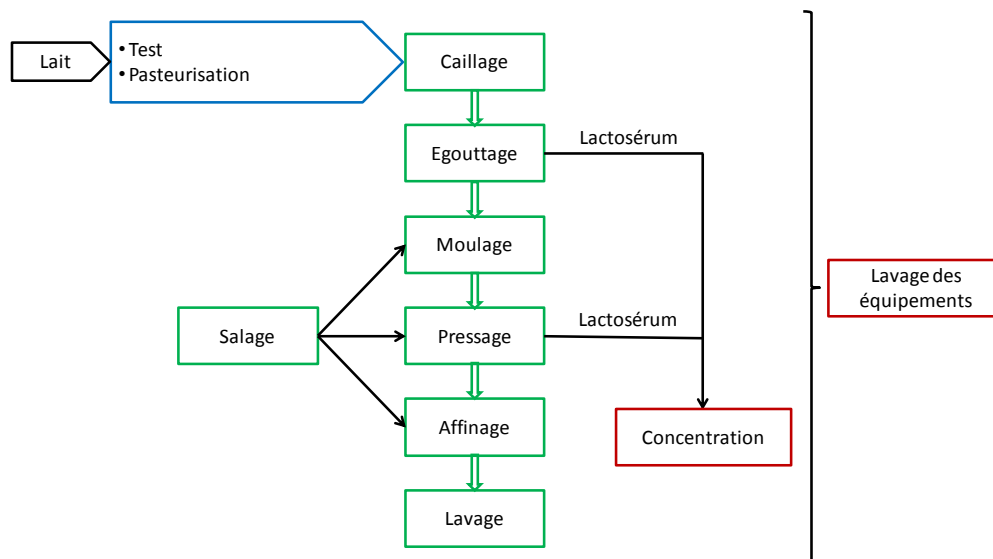 Lait
• Test
• Pasteurisation
Caillage
Egouttage
Lactosérum
Moulage
Lavage des
équipements
Salage
Pressage
Lactosérum
Affinage
Concentration
Lavage